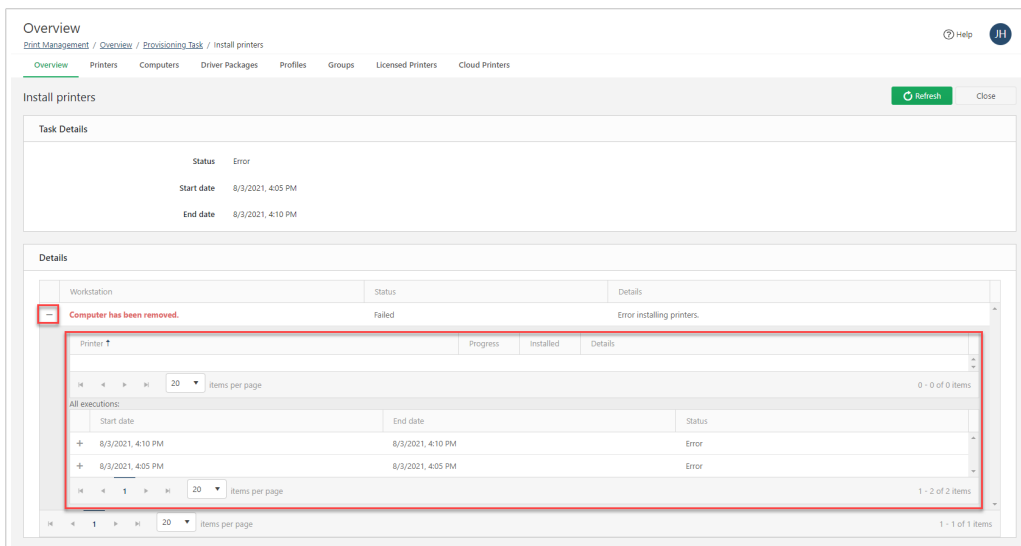 Overview
Print Management / Overview / Provisioning Task / Install printers
Help
JH
Overview Printers Computers Driver Packages Profiles Groups Licensed Printers Cloud Printers
Install printers
Refresh Close
Task Details
Status Error
Start date 8/3/2021, 4:05 PM
End date 8/3/2021, 4:10 PM
Details
Workstation Status Details
Computer has been removed. Failed Error installing printers.
Printer Progress Installed Details
20 items per page 0 - 0 of 0 items
All executions:
Start date End date Status
8/3/2021, 4:10 PM 8/3/2021, 4:10 PM Error
8/3/2021, 4:05 PM 8/3/2021, 4:05 PM Error
1 20 items per page 1 - 2 of 2 items
1 20 items per page 1 - 1 of 1 items